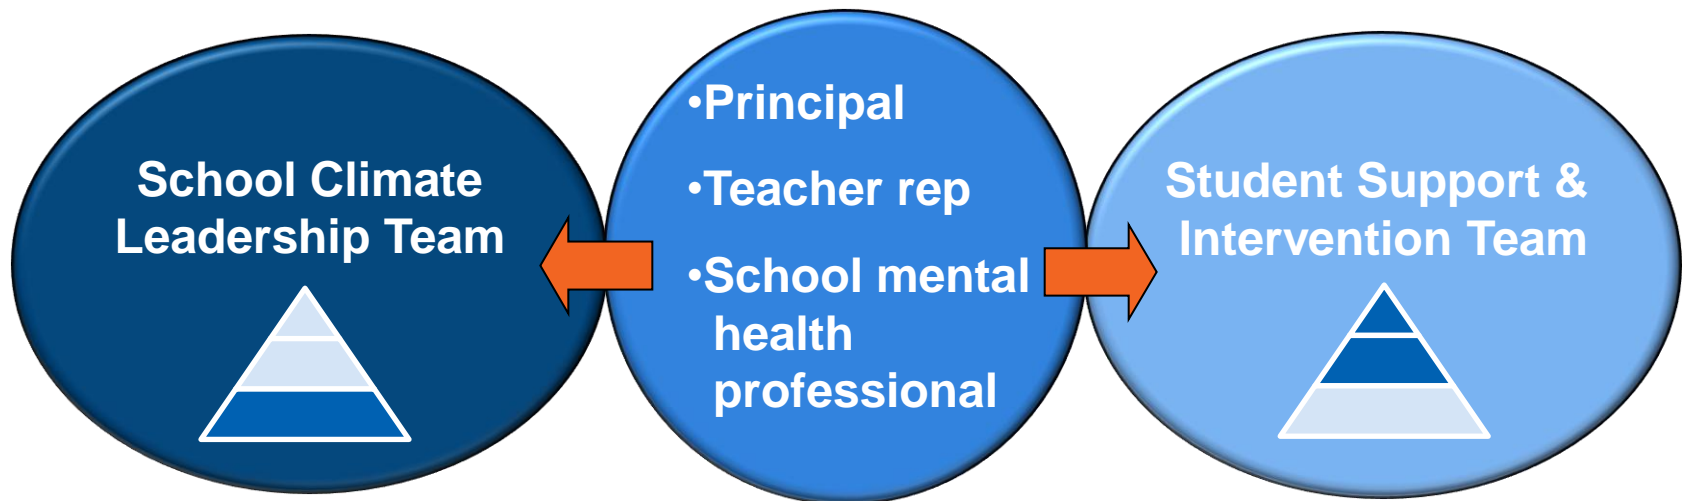 School Climate
Leadership Team
•Principal
•Teacher rep
•School mental
health
professional
Student Support &
Intervention Team